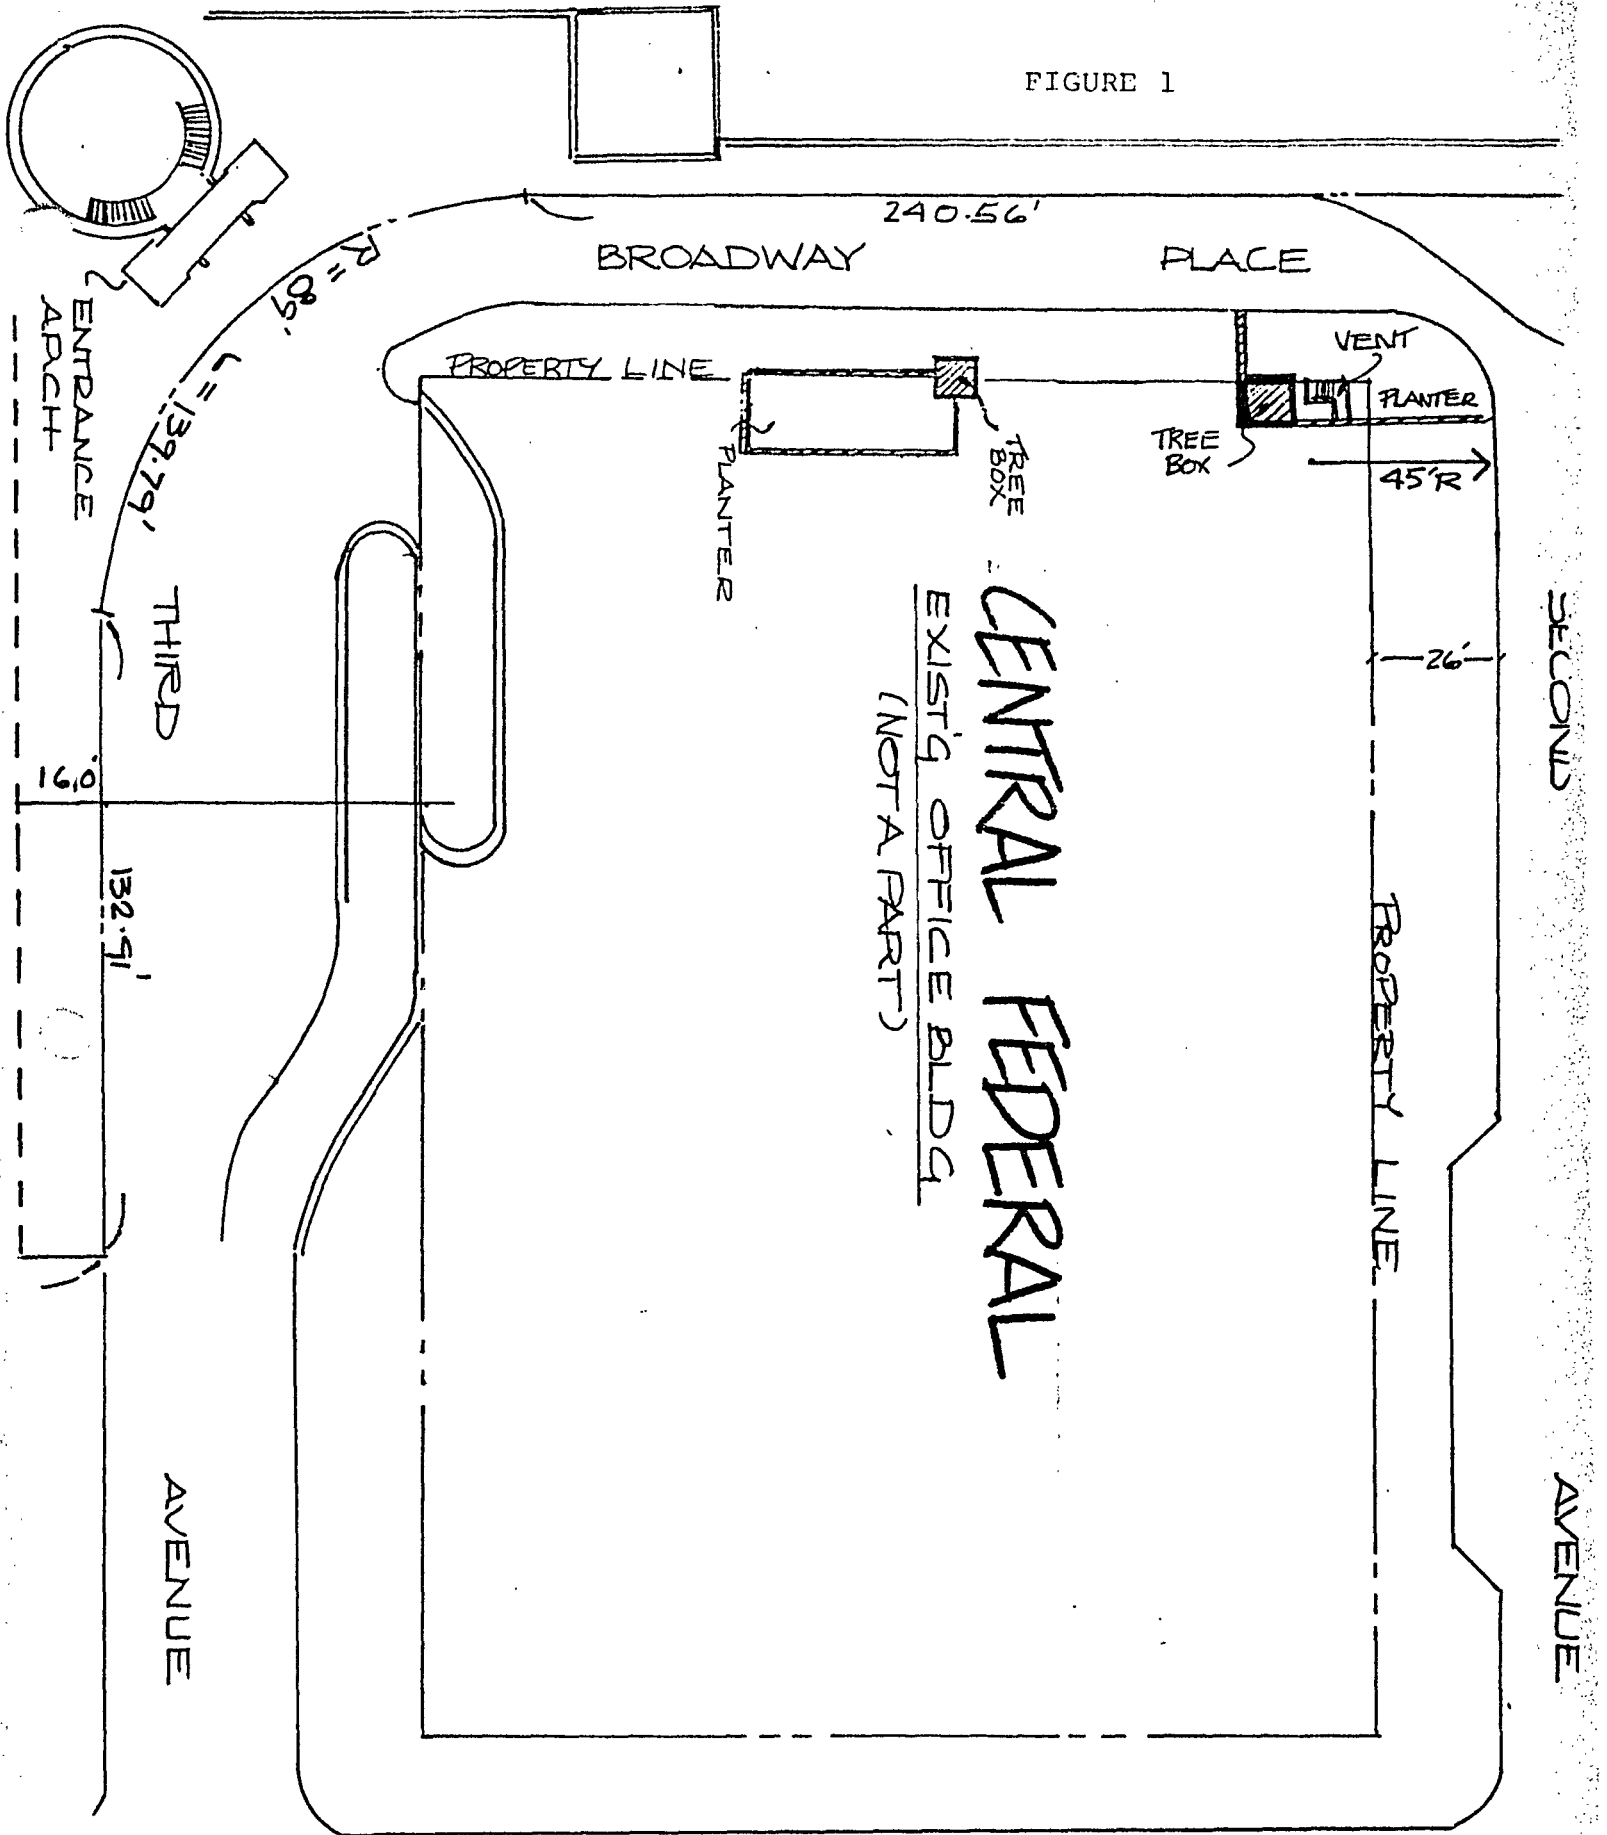 FIGURE 1
240.56'
BROADWAY PLACE
R = 89'
L = 139.79'
ENTRANCE
ARCH
PROPERTY LINE
VENT
PLANTER
TREE
BOX
45'R
TREE
BOX
PLANTER
CENTRAL FEDERAL
EXIST'G OFFICE BLDG
(NOT A PART)
26'
SECOND AVENUE
THIRD AVENUE
16.0'
132.51'
PROPERTY LINE